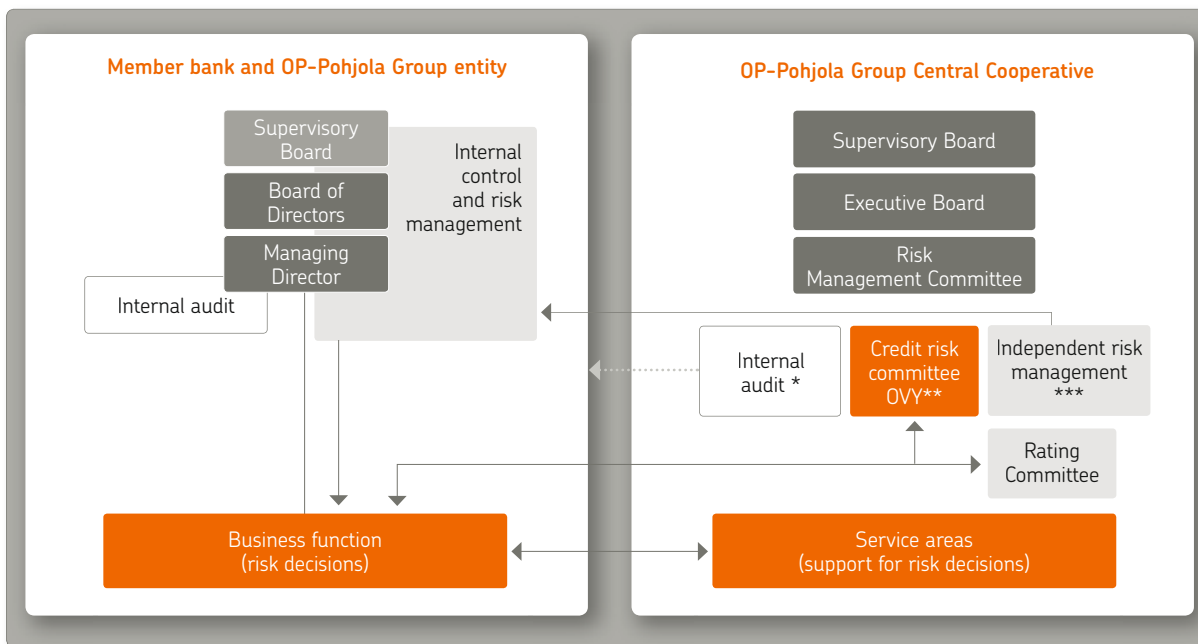 Member bank and OP-Pohjola Group entity
Supervisory
Board
Board of
Directors
Managing
Director
Internal
control
and risk
management
Internal audit
Business function
(risk decisions)
OP-Pohjola Group Central Cooperative
Supervisory Board
Executive Board
Risk
Management Committee
Internal
audit *
Credit risk
committee
OVY**
Independent risk
management
***
Rating
Committee
Service areas
(support for risk decisions)